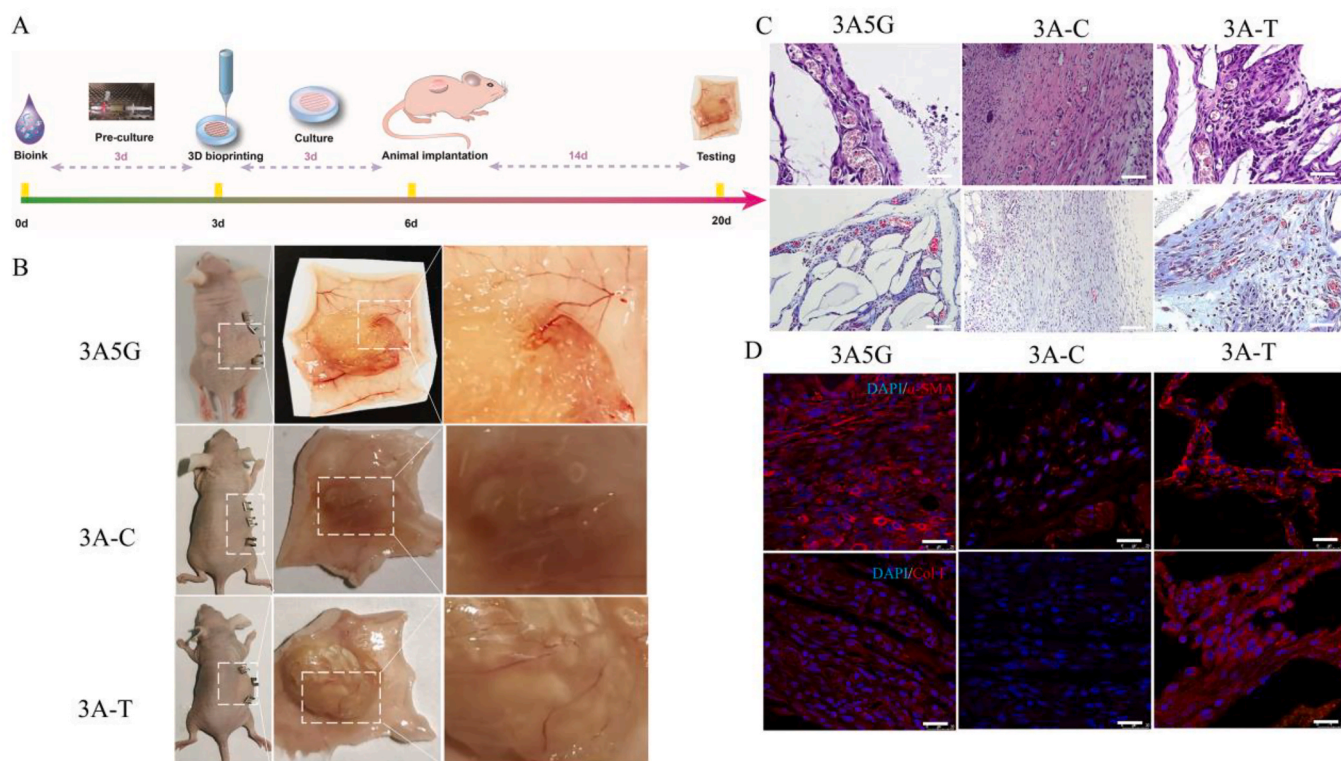 A
Bioink
Pre-culture
3d
3D bioprinting
Culture
3d
Animal implantation
14d
Testing
0d
3d
6d
20d
B
3A5G
3A-C
3A-T
C
3A5G
3A-C
3A-T
D
3A5G
3A-C
3A-T
DAPI/α-SMA
DAPI/Col-I